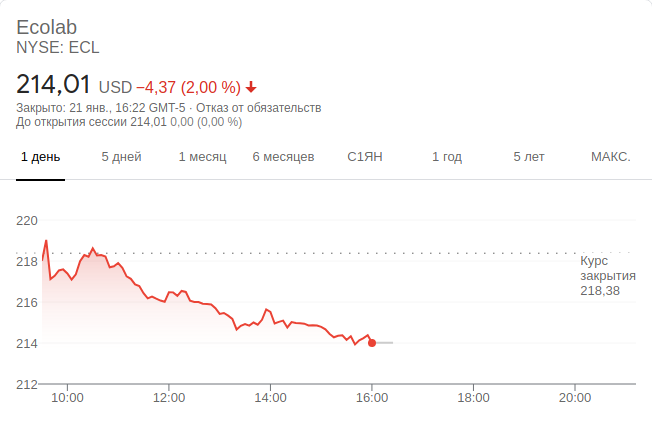 Ecolab
NYSE: ECL
214,01 USD −4,37 (2,00 %)
Закрыто: 21 янв., 16:22 GMT-5 · Отказ от обязательств
До открытия сессии 214,01 0,00 (0,00 %)
1 день 5 дней 1 месяц 6 месяцев С1ЯН 1 год 5 лет МАКС.
220
218
Курс
закрытия
218,38
216
214
212
10:00 12:00 14:00 16:00 18:00 20:00